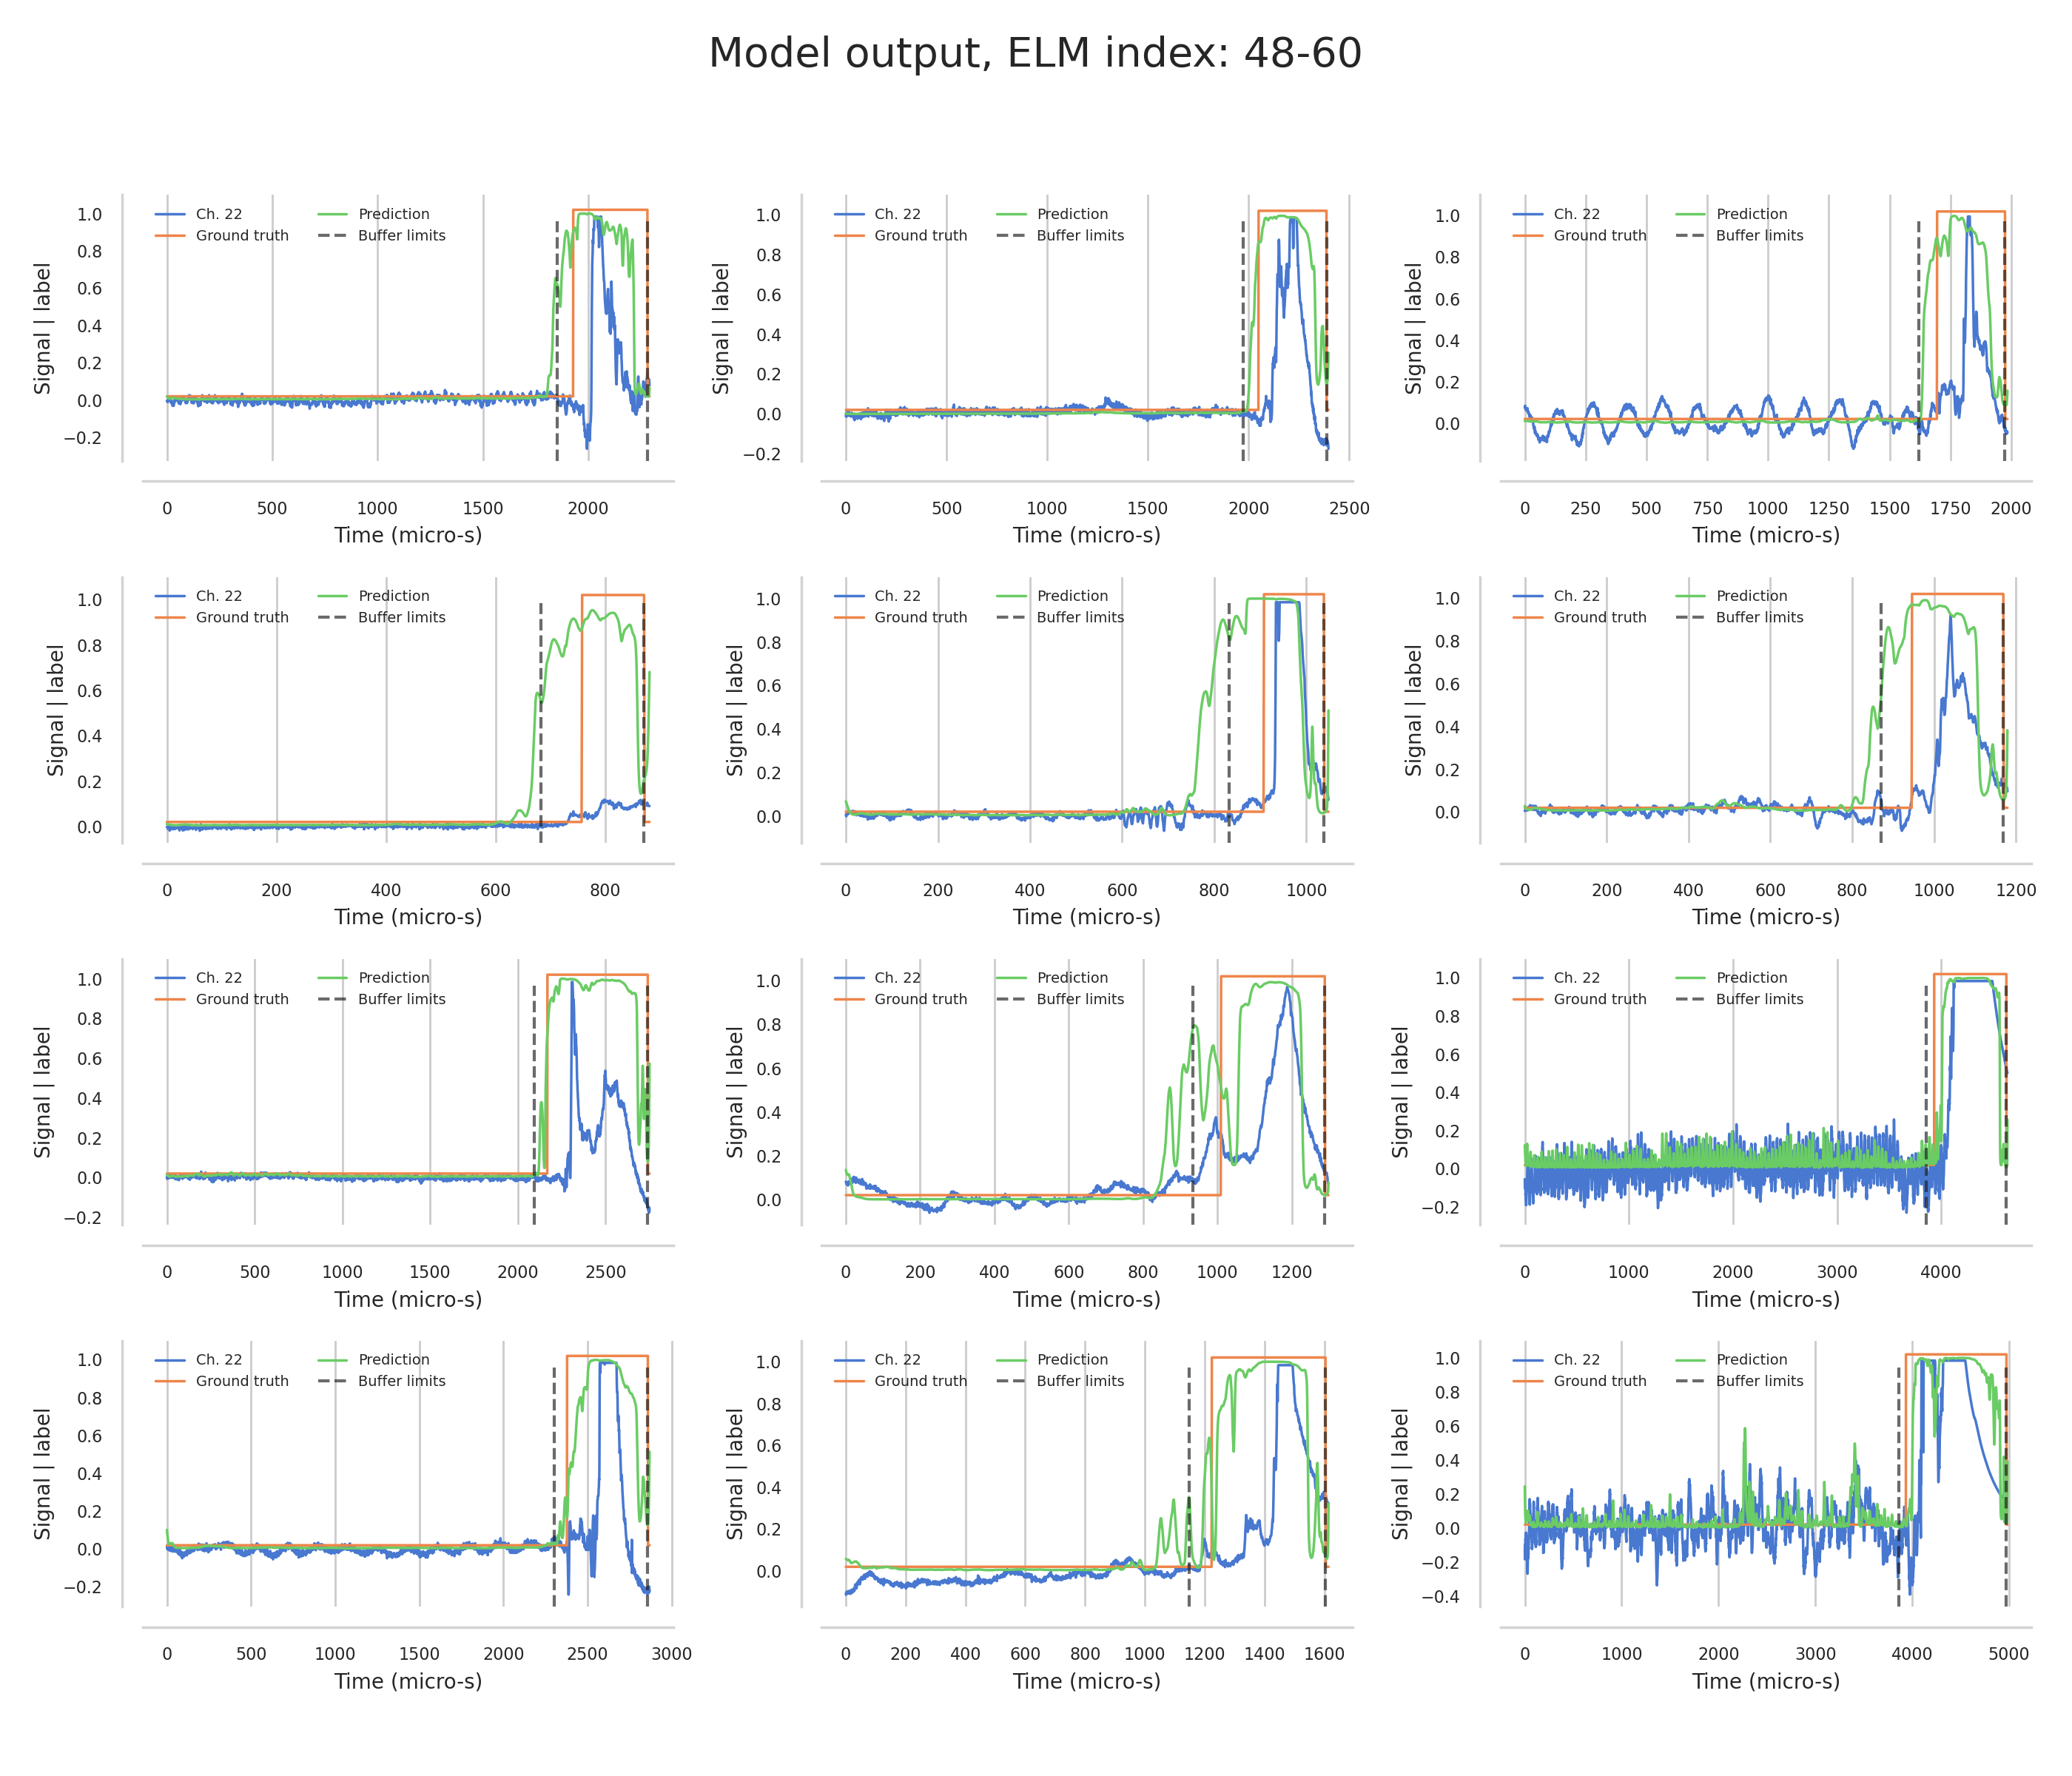 Model output, ELM index: 48-60
Signal | label
1.0
0.8
0.6
0.4
0.2
0.0
−0.2
Ch. 22
Ground truth
Prediction
Buffer limits
0 500 1000 1500 2000
Time (micro-s)
Signal | label
1.0
0.8
0.6
0.4
0.2
0.0
−0.2
Ch. 22
Ground truth
Prediction
Buffer limits
0 500 1000 1500 2000 2500
Time (micro-s)
Signal | label
1.0
0.8
0.6
0.4
0.2
0.0
Ch. 22
Ground truth
Prediction
Buffer limits
0 250 500 750 1000 1250 1500 1750 2000
Time (micro-s)
Signal | label
1.0
0.8
0.6
0.4
0.2
0.0
Ch. 22
Ground truth
Prediction
Buffer limits
0 200 400 600 800
Time (micro-s)
Signal | label
1.0
0.8
0.6
0.4
0.2
0.0
Ch. 22
Ground truth
Prediction
Buffer limits
0 200 400 600 800 1000
Time (micro-s)
Signal | label
1.0
0.8
0.6
0.4
0.2
0.0
Ch. 22
Ground truth
Prediction
Buffer limits
0 200 400 600 800 1000 1200
Time (micro-s)
Signal | label
1.0
0.8
0.6
0.4
0.2
0.0
−0.2
Ch. 22
Ground truth
Prediction
Buffer limits
0 500 1000 1500 2000 2500
Time (micro-s)
Signal | label
1.0
0.8
0.6
0.4
0.2
0.0
Ch. 22
Ground truth
Prediction
Buffer limits
0 200 400 600 800 1000 1200
Time (micro-s)
Signal | label
1.0
0.8
0.6
0.4
0.2
0.0
−0.2
Ch. 22
Ground truth
Prediction
Buffer limits
0 1000 2000 3000 4000
Time (micro-s)
Signal | label
1.0
0.8
0.6
0.4
0.2
0.0
−0.2
Ch. 22
Ground truth
Prediction
Buffer limits
0 500 1000 1500 2000 2500 3000
Time (micro-s)
Signal | label
1.0
0.8
0.6
0.4
0.2
0.0
Ch. 22
Ground truth
Prediction
Buffer limits
0 200 400 600 800 1000 1200 1400 1600
Time (micro-s)
Signal | label
1.0
0.8
0.6
0.4
0.2
0.0
−0.2
−0.4
Ch. 22
Ground truth
Prediction
Buffer limits
0 1000 2000 3000 4000 5000
Time (micro-s)